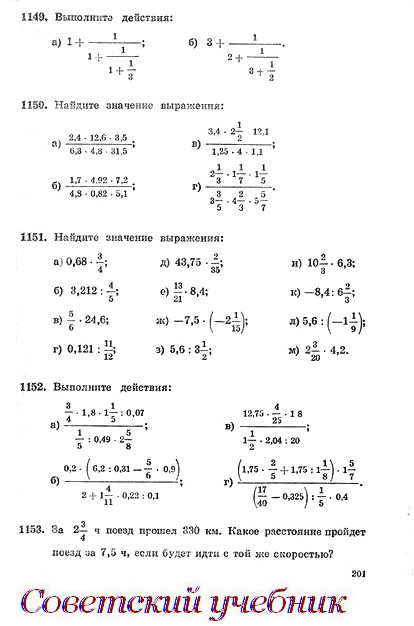 1149. Выполните действия:
а) 1 + 1/(1 + 1/(1 + 1/3)); б) 3 + 1/(2 + 1/(3 + 1/2)).
1150. Найдите значение выражения:
а) (2,4 · 12,6 · 3,5)/(6,3 · 4,8 · 31,5); в) (3,4 · 2 1/2 · 12,1)/(1,25 · 4 · 1,1)
б) (1,7 · 4,92 · 7,2)/(4,8 · 0,82 · 5,1); г) (2 1/3 · 1 1/7 · 1 1/5)/(3 3/5 · 4 2/3 · 5 5/7)
1151. Найдите значение выражения:
а) 0,68 · 3/4; д) 43,75 · 2/35; и) 10 2/3 · 6,3;
б) 3,212 : 4/5; е) 13/21 · 8,4; к) −8,4: 6 2/3;
в) 5/6 · 24,6; ж) −7,5 · (−2 1/15); л) 5,6 : (−1 1/9);
г) 0,121 : 11/12; з) 5,6 : 3 1/2; м) 2 3/20 · 4,2.
1152. Выполните действия:
а) (3/4 · 1,8 · 1 4/5 : 0,07)/(1/5 : 0,49 · 2 5/8); в) (12,75 · 4/25 · 18)/(1 1/2 · 2,04 : 20)
б) (0,2 · (6,2 : 0,31 − 5/6 · 0,9))/(2 + 1 4/11 · 0,22 : 0,1) г) ((1,75 · 2/5 + 1,75 : 1 1/8) · 1 5/7)/((17/40 − 0,325) : 1/5 · 0,4)
1153. За 2 3/4 ч поезд прошел 330 км. Какое расстояние пройдет
поезд за 7,5 ч, если будет идти с той же скоростью?
201
Советский учебник